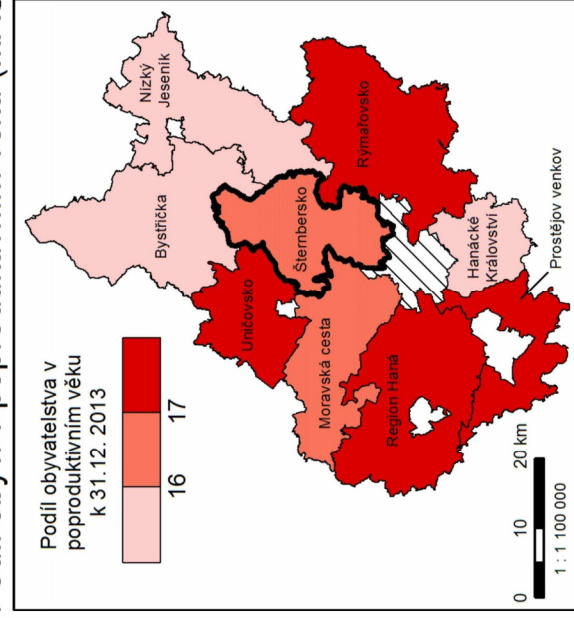 Podíl obyvatelstva v
poproduktivním věku
k 31.12. 2013
16
17
Nízký
Jeseník
Bystřička
Šternbersko
Rýmařovsko
Uničovsko
Moravská cesta
Region Haná
Hanácké
Království
Prostějov venkov
0
10
20 km
1 : 1 100 000